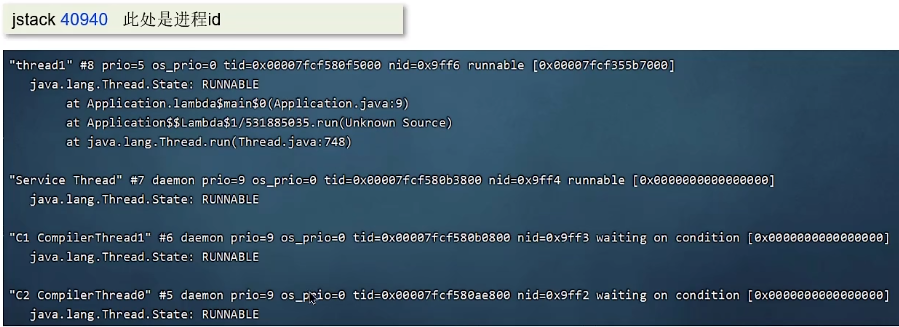 jstack 40940 此处是进程id
"thread1" #8 prio=5 os_prio=0 tid=0x00007fcf580f5000 nid=0x9ff6 runnable [0x00007fcf355b7000]
java.lang.Thread.State: RUNNABLE
at Application.lambda$main$0(Application.java:9)
at Application$$Lambda$1/531885035.run(Unknown Source)
at java.lang.Thread.run(Thread.java:748)
"Service Thread" #7 daemon prio=9 os_prio=0 tid=0x00007fcf580b3800 nid=0x9ff4 runnable [0x0000000000000000]
java.lang.Thread.State: RUNNABLE
"C1 CompilerThread1" #6 daemon prio=9 os_prio=0 tid=0x00007fcf580b0800 nid=0x9ff3 waiting on condition [0x0000000000000000]
java.lang.Thread.State: RUNNABLE
"C2 CompilerThread0" #5 daemon prio=9 os_prio=0 tid=0x00007fcf580ae800 nid=0x9ff2 waiting on condition [0x0000000000000000]
java.lang.Thread.State: RUNNABLE